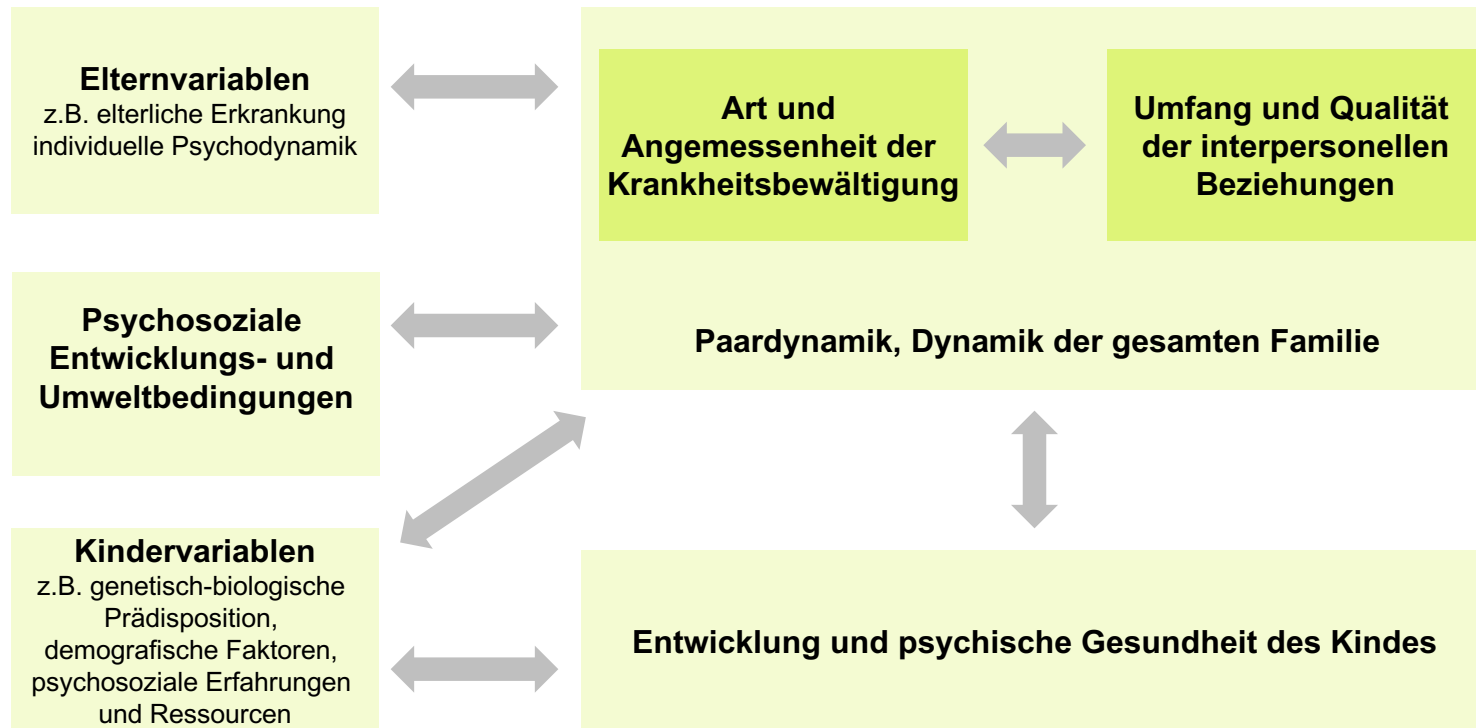 Elternvariablen
z.B. elterliche Erkrankung
individuelle Psychodynamik
Art und
Angemessenheit der
Krankheitsbewältigung
Umfang und Qualität
der interpersonellen
Beziehungen
Psychosoziale
Entwicklungs- und
Umweltbedingungen
Paardynamik, Dynamik der gesamten Familie
Kindervariablen
z.B. genetisch-biologische
Prädisposition,
demografische Faktoren,
psychosoziale Erfahrungen
und Ressourcen
Entwicklung und psychische Gesundheit des Kindes